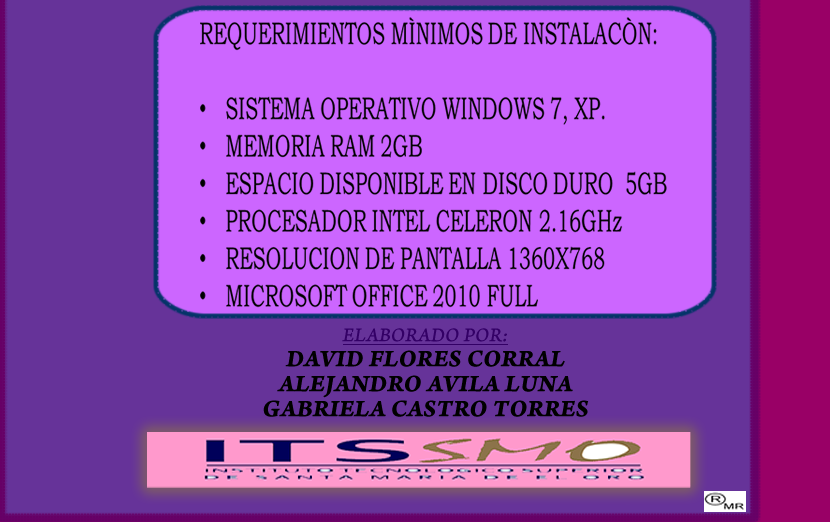 REQUERIMIENTOS MÌNIMOS DE INSTALACÒN:
• SISTEMA OPERATIVO WINDOWS 7, XP.
• MEMORIA RAM 2GB
• ESPACIO DISPONIBLE EN DISCO DURO 5GB
• PROCESADOR INTEL CELERON 2.16GHz
• RESOLUCION DE PANTALLA 1360X768
• MICROSOFT OFFICE 2010 FULL
ELABORADO POR:
DAVID FLORES CORRAL
ALEJANDRO AVILA LUNA
GABRIELA CASTRO TORRES
ITSSMO
INSTITUTO TECNOLOGICO SUPERIOR
DE SANTA MARIA DE EL ORO
® MR